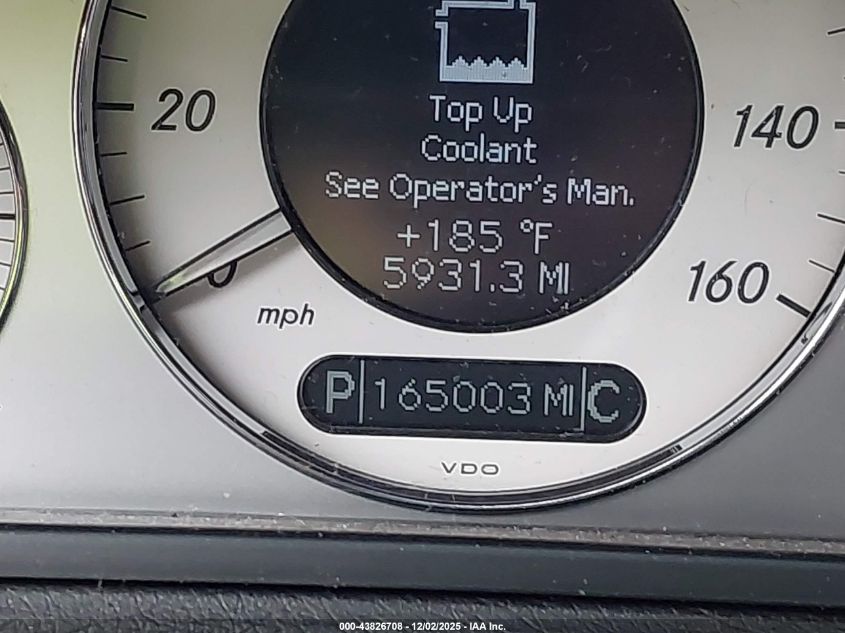 20
140
Top Up
Coolant
See Operator's Man.
+185 °F
5931.3 MI
0
160
mph
P 165003 MI C
VDO
000-43826708 - 12/02/2025 - IAA Inc.